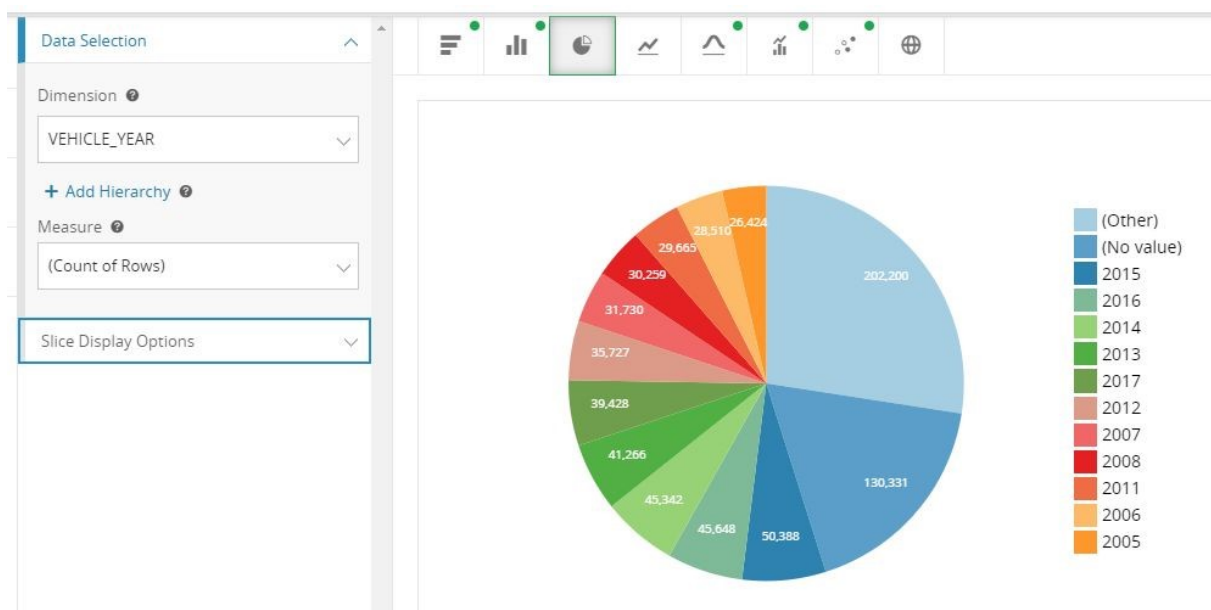 Data Selection
Dimension
VEHICLE_YEAR
+ Add Hierarchy
Measure
(Count of Rows)
Slice Display Options
202,200
130,331
50,388
45,648
45,342
41,266
39,428
35,727
31,730
30,259
29,665
28,510
26,424
(Other)
(No value)
2015
2016
2014
2013
2017
2012
2007
2008
2011
2006
2005